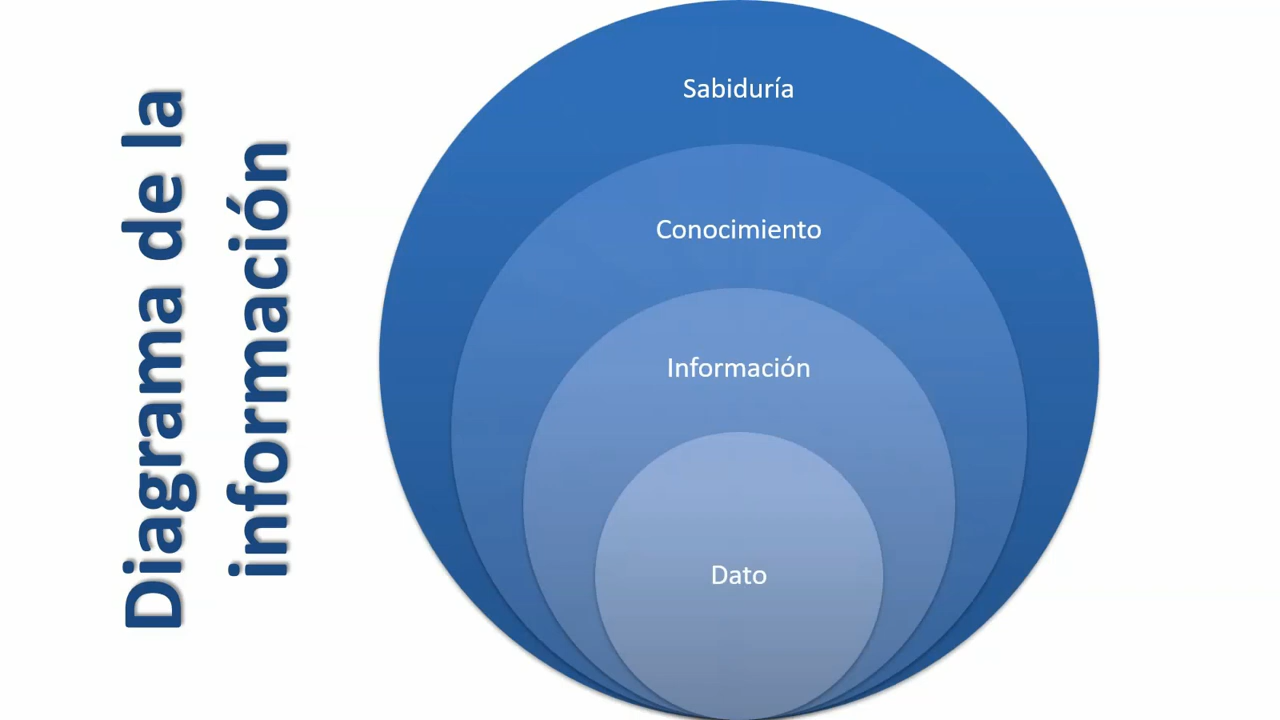 Diagrama de la
información
Sabiduría
Conocimiento
Información
Dato